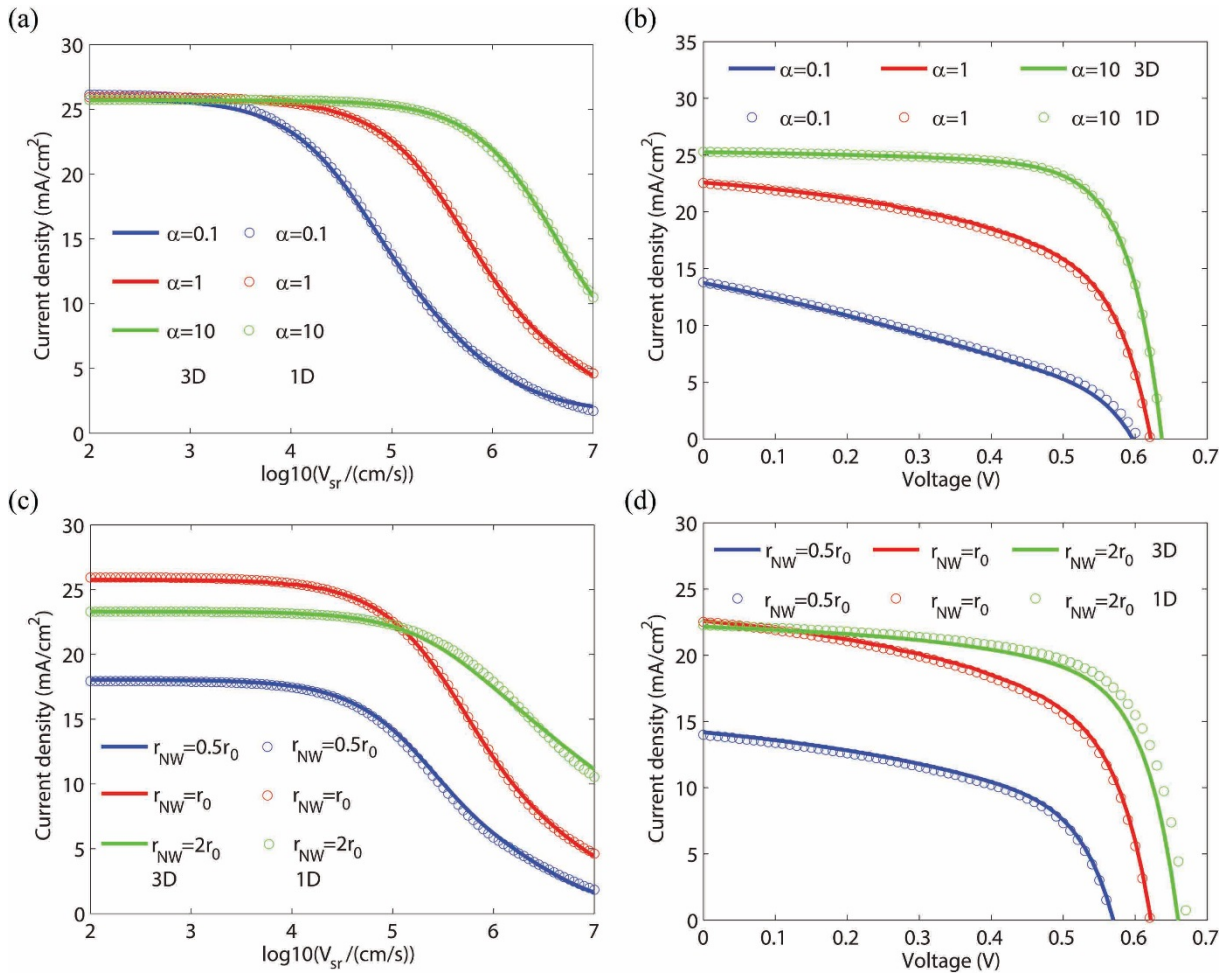 (a)
30
25
20
15
10
5
0
Current density (mA/cm²)
α=0.1 α=0.1
α=1 α=1
α=10 α=10
3D 1D
2 3 4 5 6 7
log10(V_sr/(cm/s))
(b)
35
30
25
20
15
10
5
0
Current density (mA/cm²)
α=0.1 α=1 α=10 3D
α=0.1 α=1 α=10 1D
0 0.1 0.2 0.3 0.4 0.5 0.6 0.7
Voltage (V)
(c)
30
25
20
15
10
5
0
Current density (mA/cm²)
r_NW=0.5r_0 r_NW=0.5r_0
r_NW=r_0 r_NW=r_0
r_NW=2r_0 r_NW=2r_0
3D 1D
2 3 4 5 6 7
log10(V_sr/(cm/s))
(d)
30
25
20
15
10
5
0
Current density (mA/cm²)
r_NW=0.5r_0 r_NW=r_0 r_NW=2r_0 3D
r_NW=0.5r_0 r_NW=r_0 r_NW=2r_0 1D
0 0.1 0.2 0.3 0.4 0.5 0.6 0.7
Voltage (V)